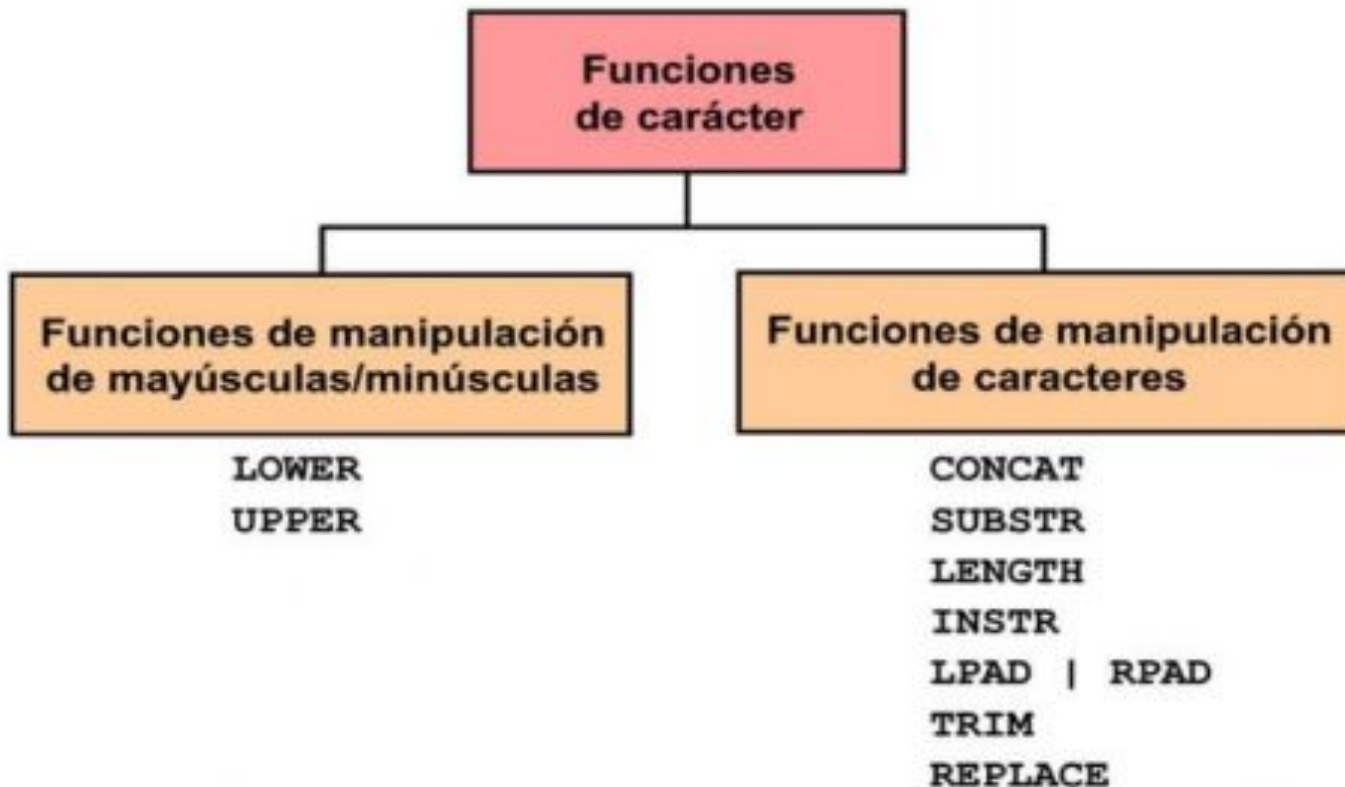 Funciones
de carácter
Funciones de manipulación
de mayúsculas/minúsculas
LOWER
UPPER
Funciones de manipulación
de caracteres
CONCAT
SUBSTR
LENGTH
INSTR
LPAD | RPAD
TRIM
REPLACE